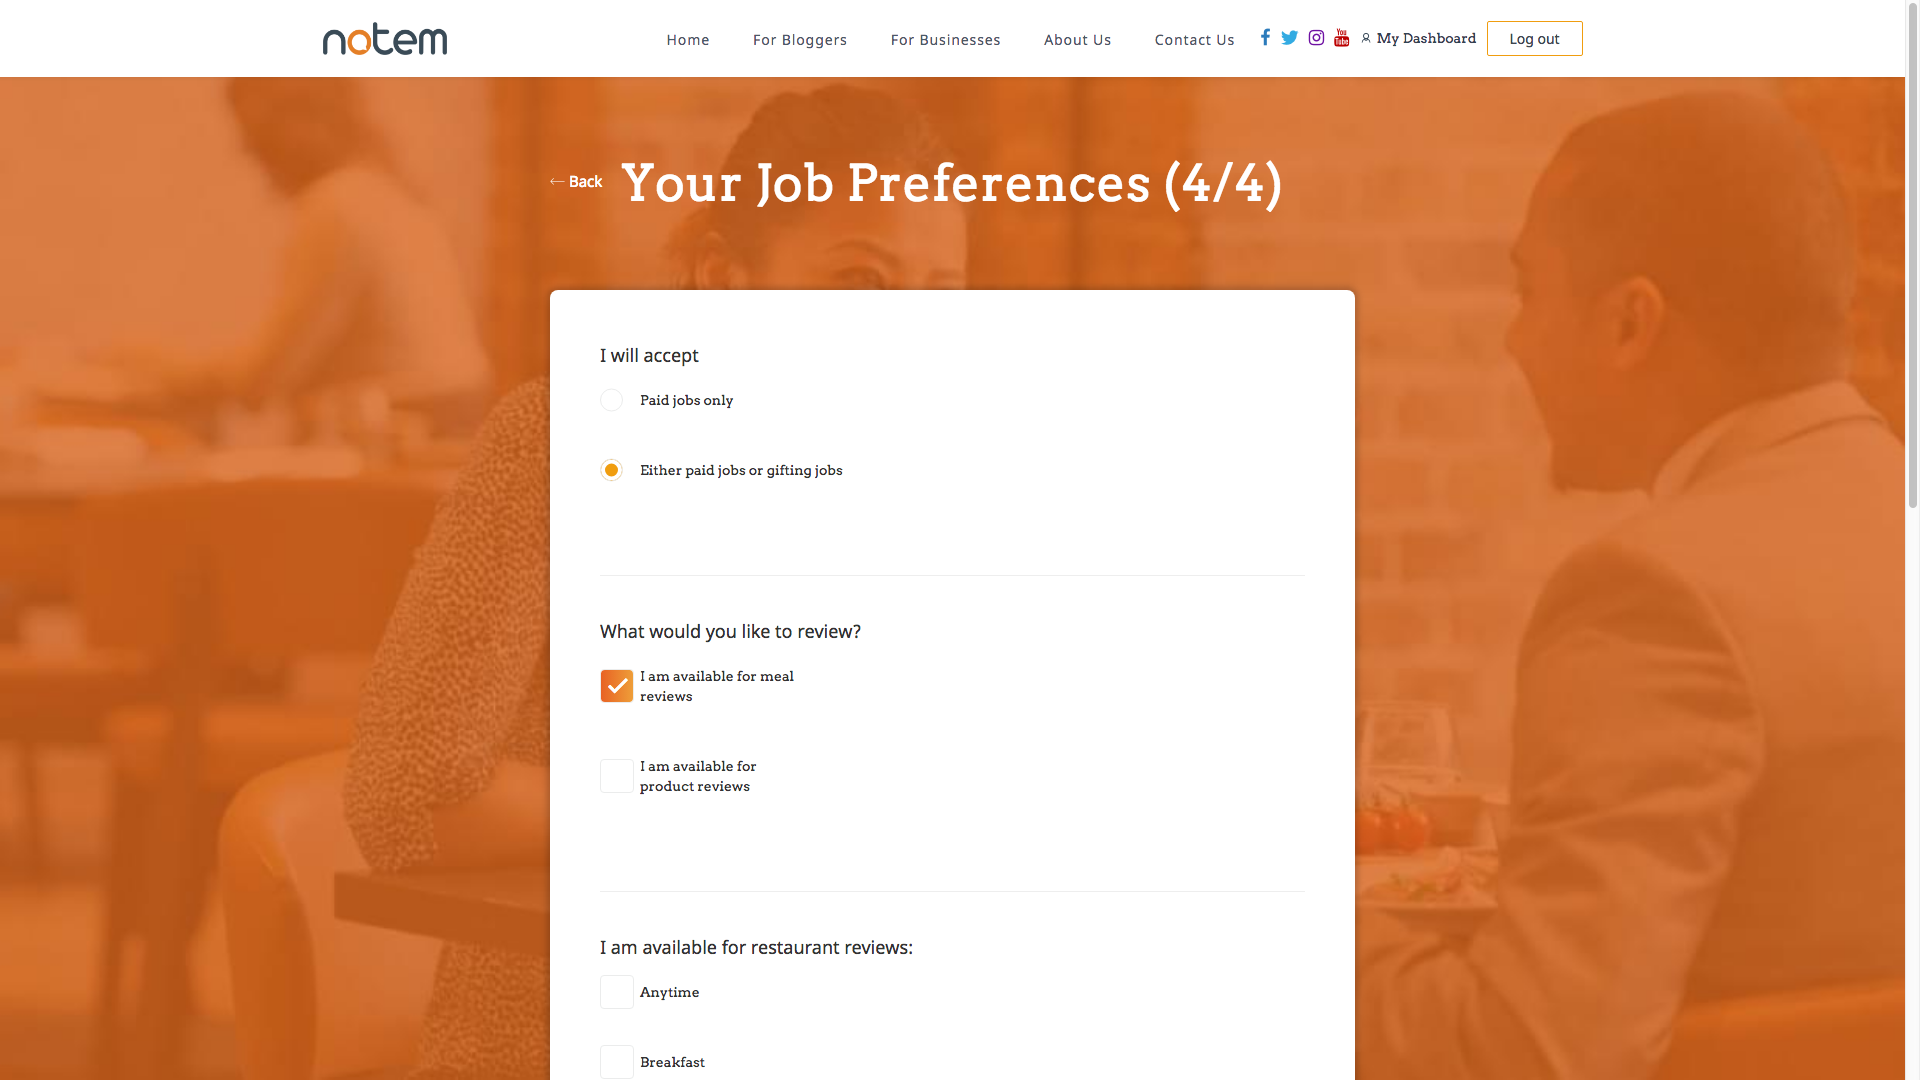 notem
Home
For Bloggers
For Businesses
About Us
Contact Us
You
Tube
My Dashboard
Log out
Back
Your Job Preferences (4/4)
I will accept
Paid jobs only
Either paid jobs or gifting jobs
What would you like to review?
I am available for meal
reviews
I am available for
product reviews
I am available for restaurant reviews:
Anytime
Breakfast